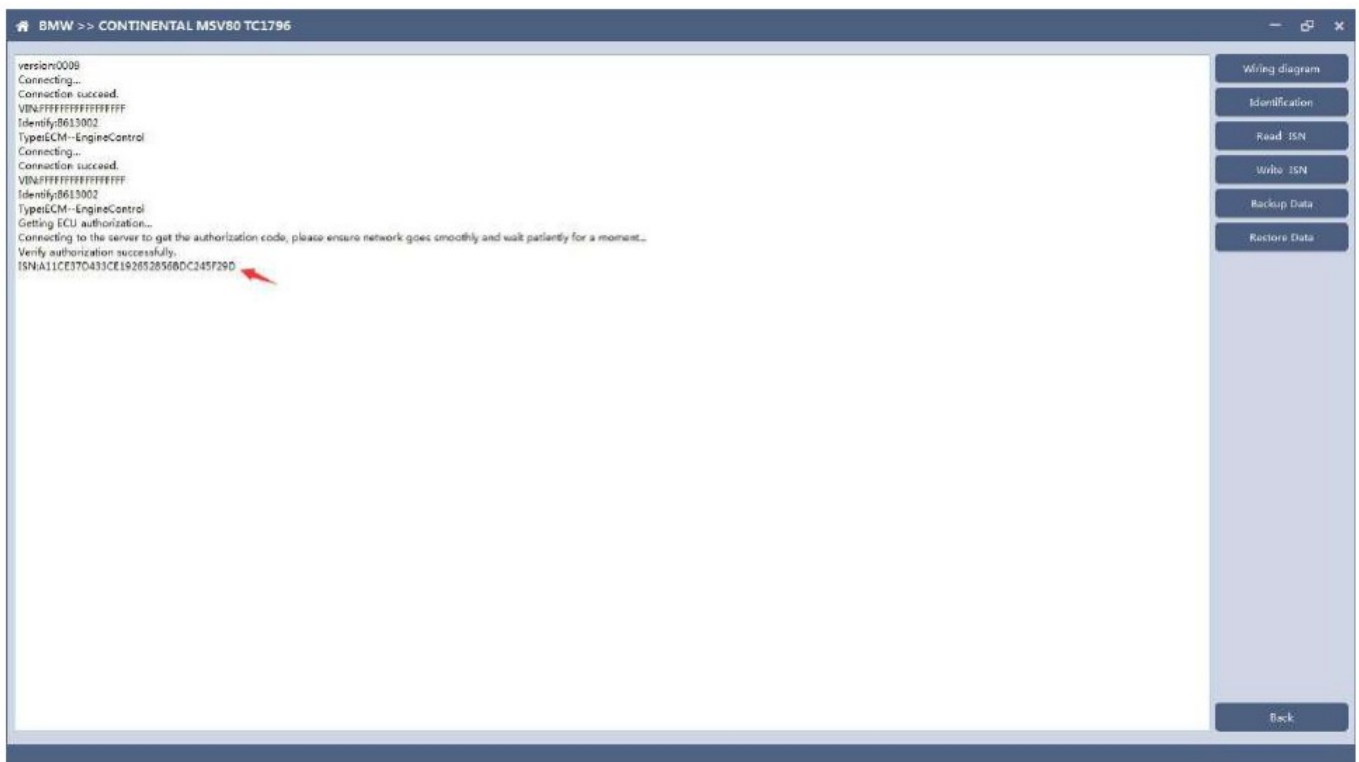 BMW >> CONTINENTAL MSV80 TC1796
version:0009
Connecting...
Connection succeed.
VIN:FFFFFFFFFFFFFFFFF
Identify:8613002
Type:ECM--EngineControl
Connecting...
Connection succeed.
VIN:FFFFFFFFFFFFFFFFF
Identify:8613002
Type:ECM--EngineControl
Getting ECU authorization...
Connecting to the server to get the authorization code, please ensure network goes smoothly and wait patiently for a moment...
Verify authorization successfully.
ISN:A11CE37D433CE192652856BDC245F29D
Wiring diagram
Identification
Read ISN
Write ISN
Backup Data
Restore Data
Back